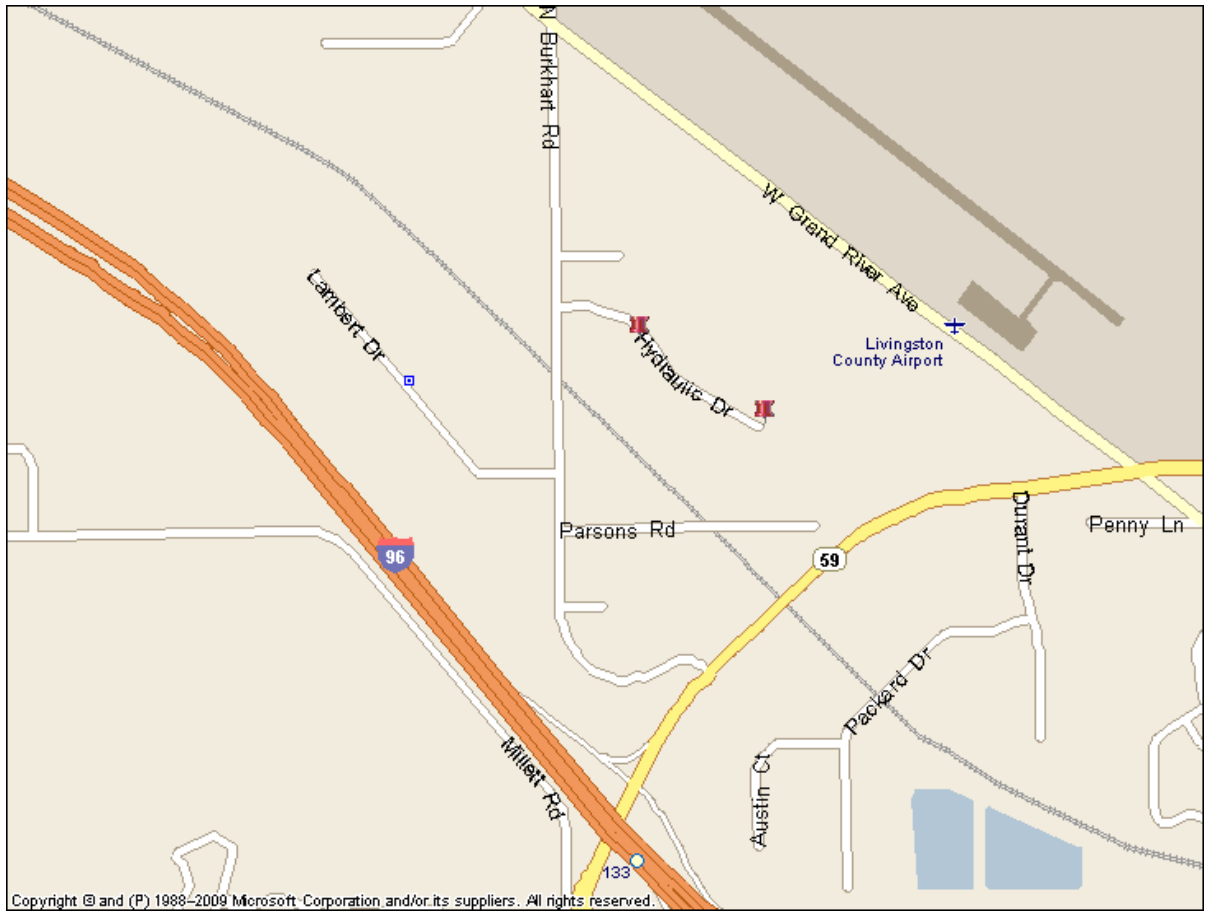 N Burkhart Rd
W Grand River Ave
Lambert Dr
Hydraulic Dr
Livingston
County Airport
Parsons Rd
Durant Dr
Penny Ln
96
59
Packard Dr
Millett Rd
Austin Ct
133
Copyright © and (P) 1988–2009 Microsoft Corporation and/or its suppliers. All rights reserved.